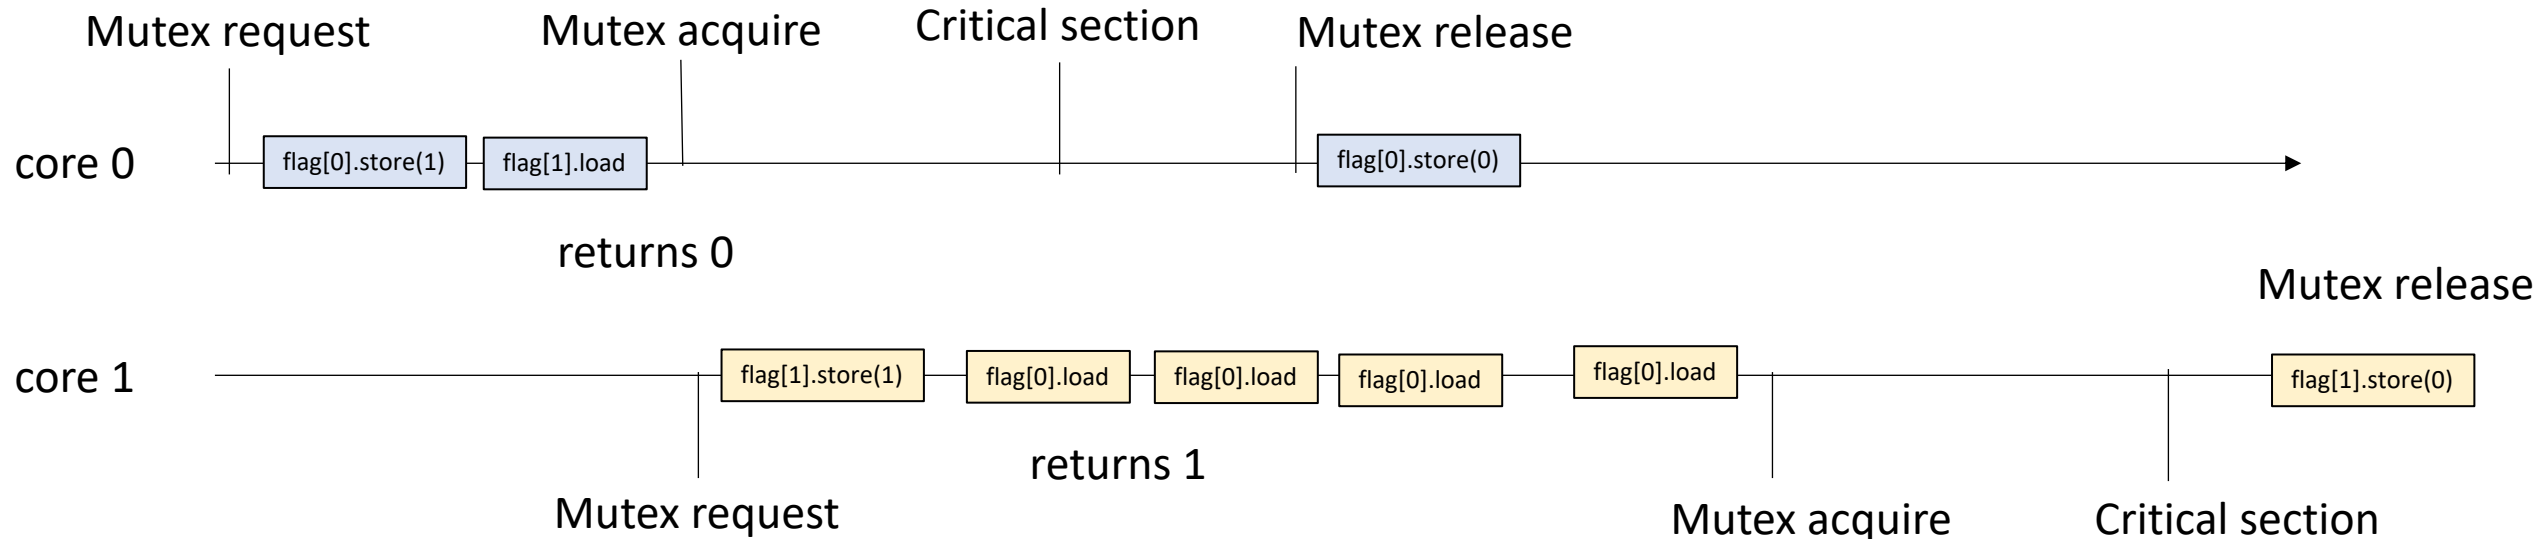 Mutex request
Mutex acquire
Critical section
Mutex release
core 0
flag[0].store(1)
flag[1].load
flag[0].store(0)
returns 0
Mutex release
core 1
flag[1].store(1)
flag[0].load
flag[0].load
flag[0].load
flag[0].load
flag[1].store(0)
returns 1
Mutex request
Mutex acquire
Critical section